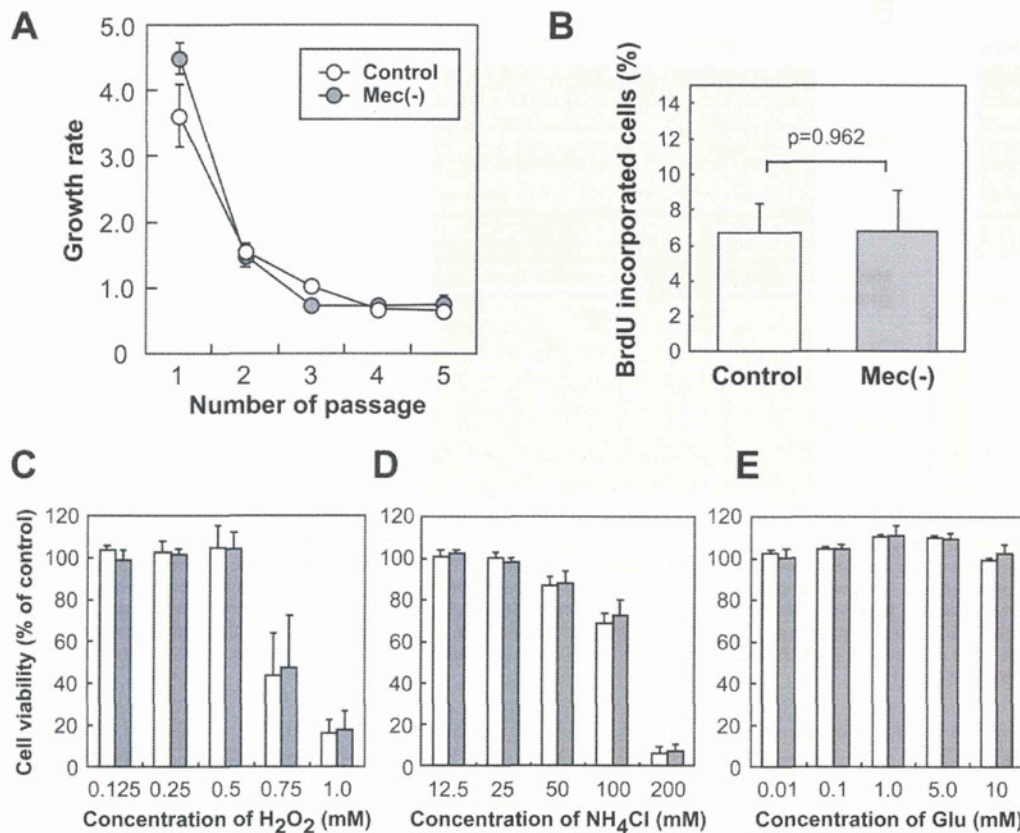 A
5.0
4.0
3.0
2.0
1.0
0
Growth rate
Control
Mec(-)
1 2 3 4 5
Number of passage
B
BrdU incorporated cells (%)
14
12
10
8
6
4
2
0
p=0.962
Control Mec(-)
C
Cell viability (% of control)
120
100
80
60
40
20
0
0.125 0.25 0.5 0.75 1.0
Concentration of H₂O₂ (mM)
D
120
100
80
60
40
20
0
12.5 25 50 100 200
Concentration of NH₄Cl (mM)
E
120
100
80
60
40
20
0
0.01 0.1 1.0 5.0 10
Concentration of Glu (mM)